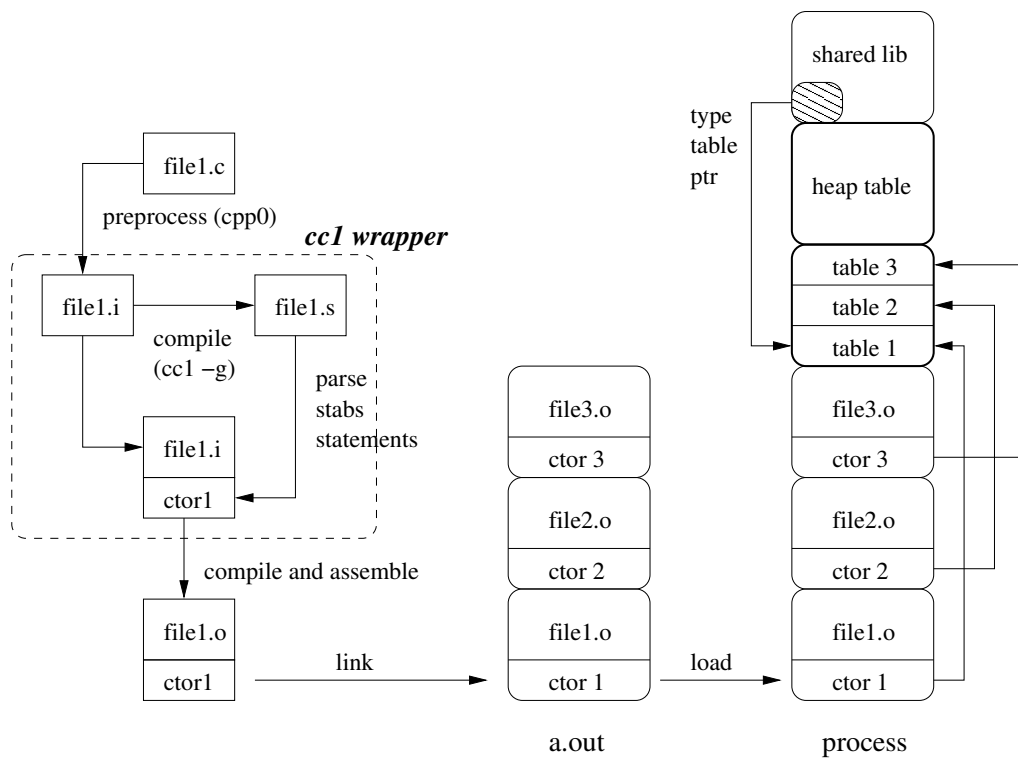 file1.c
preprocess (cpp0)
cc1 wrapper
file1.i
file1.s
compile
(cc1 −g)
parse
stabs
statements
file1.i
ctor1
compile and assemble
file1.o
ctor1
link
file3.o
ctor 3
file2.o
ctor 2
file1.o
ctor 1
a.out
load
shared lib
type
table
ptr
heap table
table 3
table 2
table 1
file3.o
ctor 3
file2.o
ctor 2
file1.o
ctor 1
process